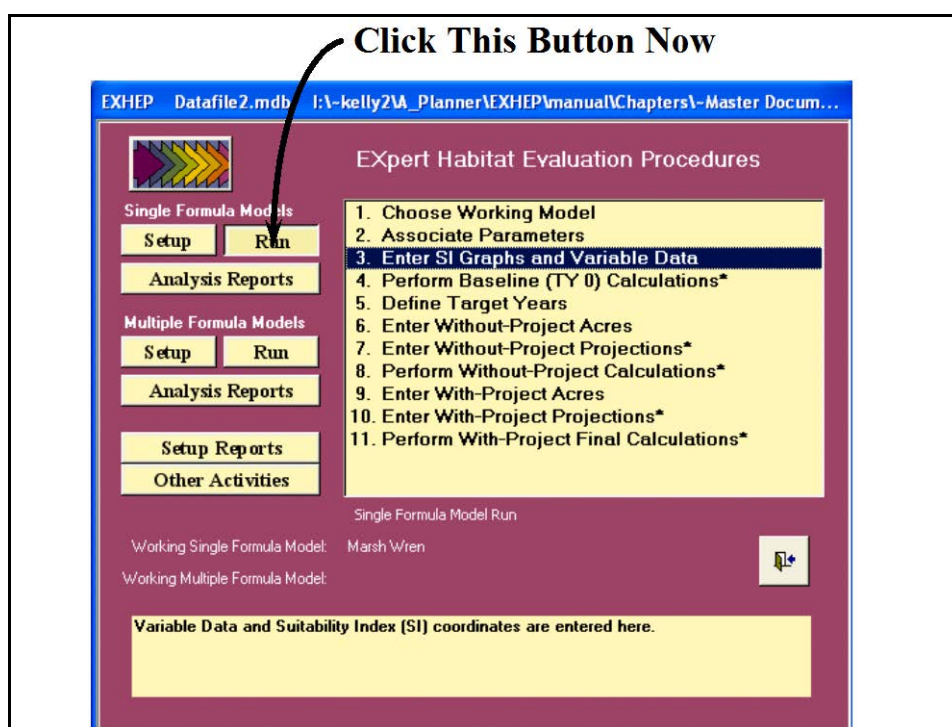 Click This Button Now
EXHEP Datafile2.mdb I:\~kelly2\A_Planner\EXHEP\manual\Chapters\~Master Docum...
EXpert Habitat Evaluation Procedures
Single Formula Models
Setup Run
Analysis Reports
Multiple Formula Models
Setup Run
Analysis Reports
Setup Reports
Other Activities
1. Choose Working Model
2. Associate Parameters
3. Enter SI Graphs and Variable Data
4. Perform Baseline (TY 0) Calculations*
5. Define Target Years
6. Enter Without-Project Acres
7. Enter Without-Project Projections*
8. Perform Without-Project Calculations*
9. Enter With-Project Acres
10. Enter With-Project Projections*
11. Perform With-Project Final Calculations*
Single Formula Model Run
Working Single Formula Model: Marsh Wren
Working Multiple Formula Model:
Variable Data and Suitability Index (SI) coordinates are entered here.